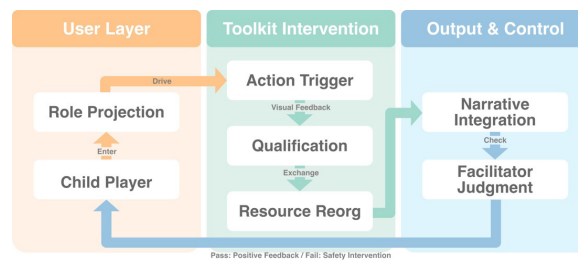 User Layer
Toolkit Intervention
Output & Control
Drive
Action Trigger
Role Projection
Visual Feedback
Narrative
Integration
Enter
Qualification
Check
Child Player
Exchange
Facilitator
Judgment
Resource Reorg
Pass: Positive Feedback / Fail: Safety Intervention